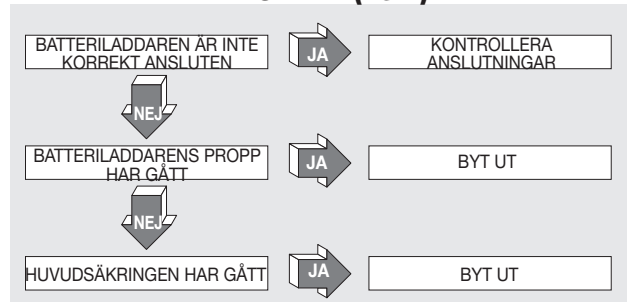 BATTERILADDAREN ÄR INTE
KORREKT ANSLUTEN
JA
KONTROLLERA
ANSLUTNINGAR
NEJ
BATTERILADDARENS PROPP
HAR GÅTT
JA
BYT UT
NEJ
HUVUDSÄKRINGEN HAR GÅTT
JA
BYT UT